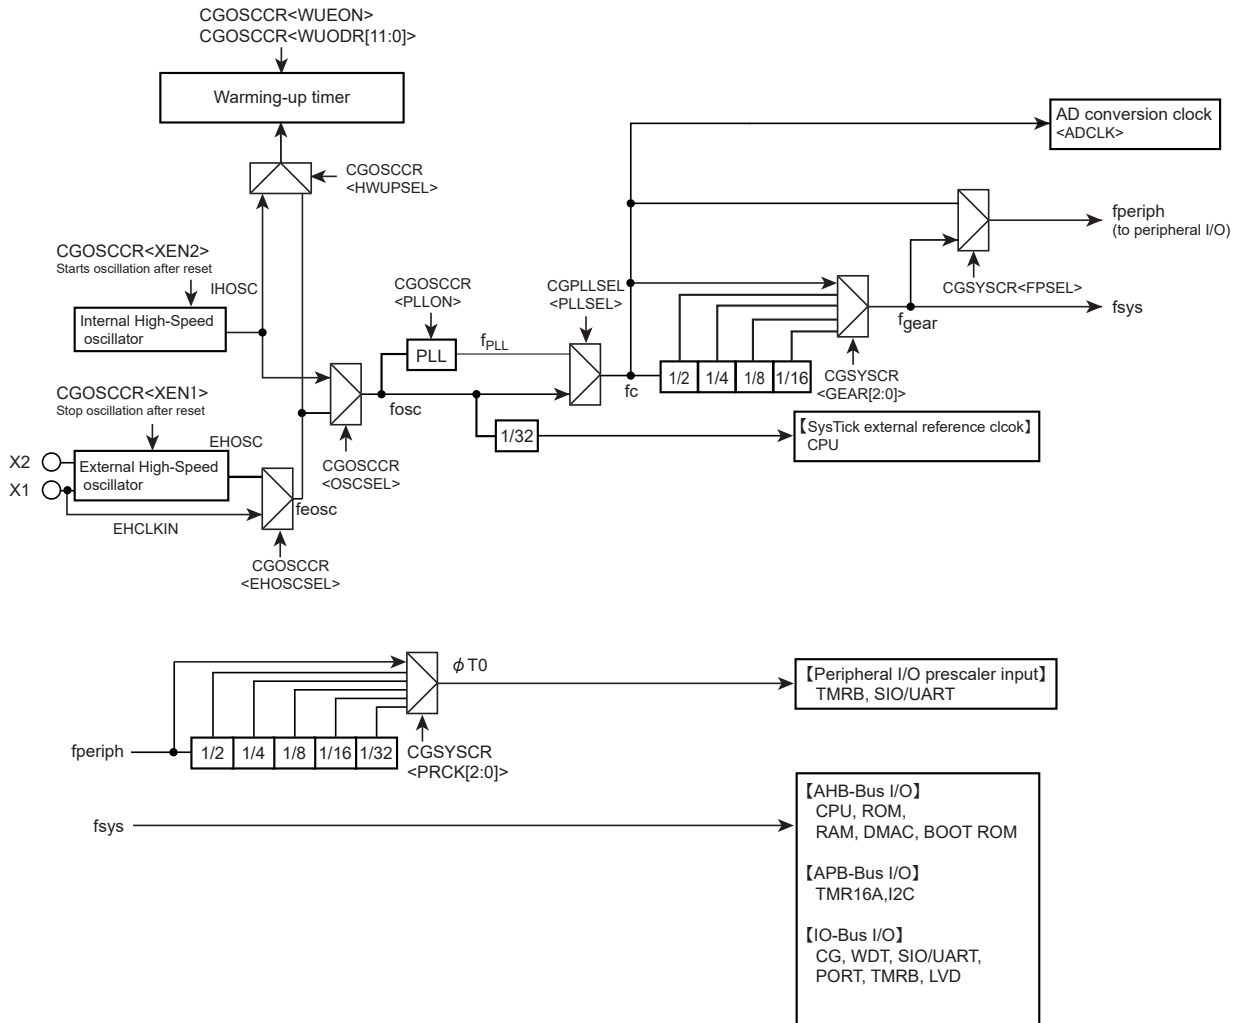 CGOSCCR<WUEON>
CGOSCCR<WUODR[11:0]>
Warming-up timer
CGOSCCR
<HWUPSEL>
AD conversion clock
<ADCLK>
CGOSCCR<XEN2>
Starts oscillation after reset
IHOSC
Internal High-Speed
oscillator
CGOSCCR
<PLLON>
PLL
fPLL
CGPLLSEL
<PLLSEL>
fperiph
(to peripheral I/O)
CGSYSCR<FPSEL>
fsys
fgear
fc
1/2
1/4
1/8
1/16
CGSYSCR
<GEAR[2:0]>
CGOSCCR<XEN1>
Stop oscillation after reset
EHOSC
X2
X1
External High-Speed
oscillator
EHCLKIN
feosc
CGOSCCR
<EHOSCSEL>
fosc
CGOSCCR
<OSCSEL>
1/32
【SysTick external reference clcok】
CPU
fperiph
1/2
1/4
1/8
1/16
1/32
ϕT0
CGSYSCR
<PRCK[2:0]>
【Peripheral I/O prescaler input】
TMRB, SIO/UART
fsys
【AHB-Bus I/O】
CPU, ROM,
RAM, DMAC, BOOT ROM
【APB-Bus I/O】
TMR16A,I2C
【IO-Bus I/O】
CG, WDT, SIO/UART,
PORT, TMRB, LVD